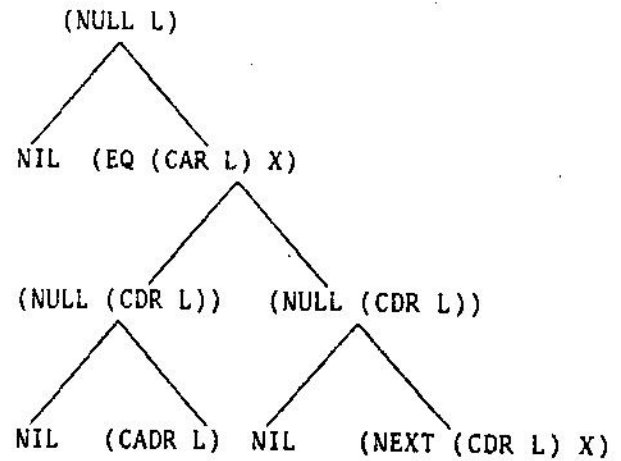 (NULL L)
NIL (EQ (CAR L) X)
(NULL (CDR L)) (NULL (CDR L))
NIL (CADR L) NIL (NEXT (CDR L) X)